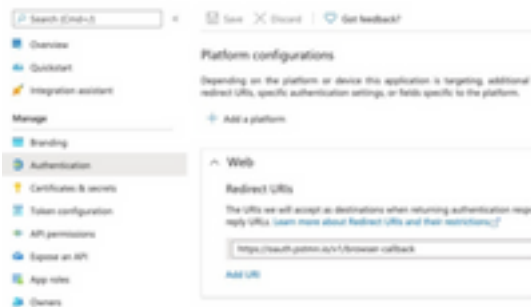 Search (Cmd+/)
Overview
Quickstart
Integration assistant
Manage
Branding
Authentication
Certificates & secrets
Token configuration
API permissions
Expose an API
App roles
Owners
Save Discard Got feedback?
Platform configurations
Depending on the platform or device this application is targeting, additional
redirect URIs, specific authentication settings, or fields specific to the platform.
Add a platform
Web
Redirect URIs
The URIs we will accept as destinations when returning authentication resp
reply URLs. Learn more about Redirect URIs and their restrictions
https://oauth.pstmn.io/v1/browser-callback
Add URI